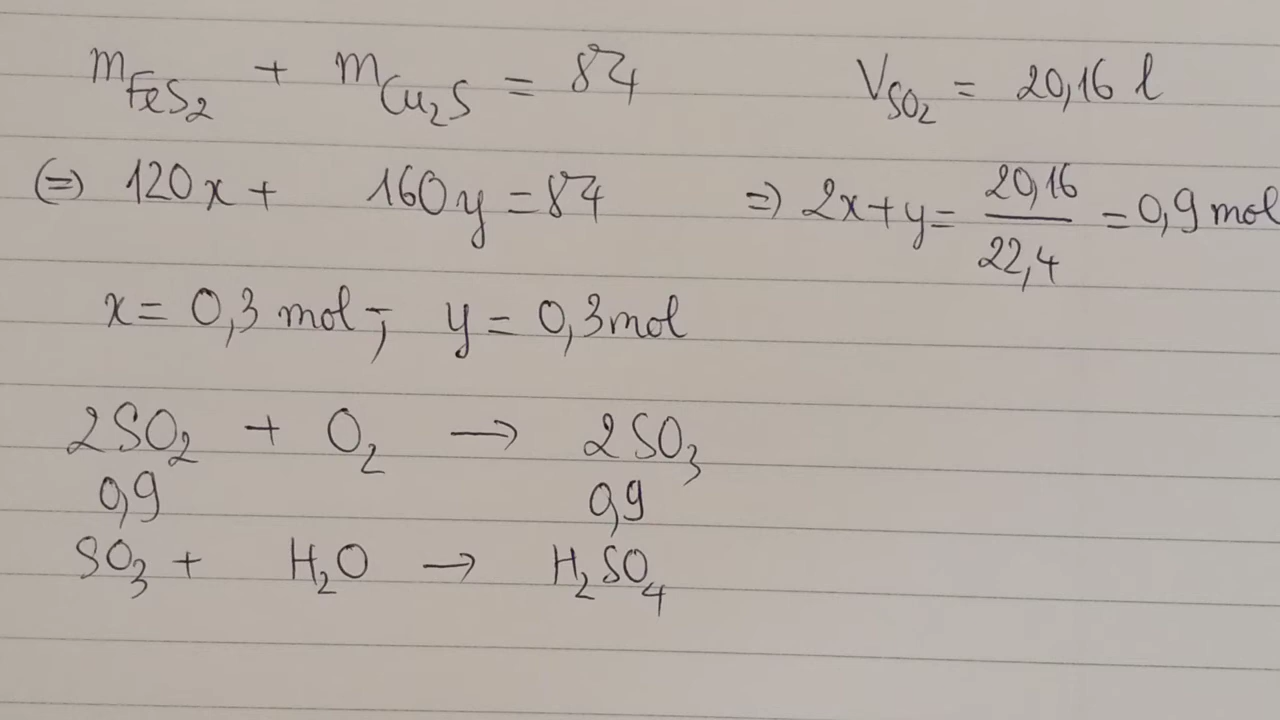 m FeS₂ + m Cu₂S = 84 V SO₂ = 20,16 l
(=) 120x + 160y = 84 => 2x + y = 20,16 / 22,4 = 0,9 mol
x = 0,3 mol ; y = 0,3 mol
2SO₂ + O₂ → 2SO₃
0,9 0,9
SO₃ + H₂O → H₂SO₄